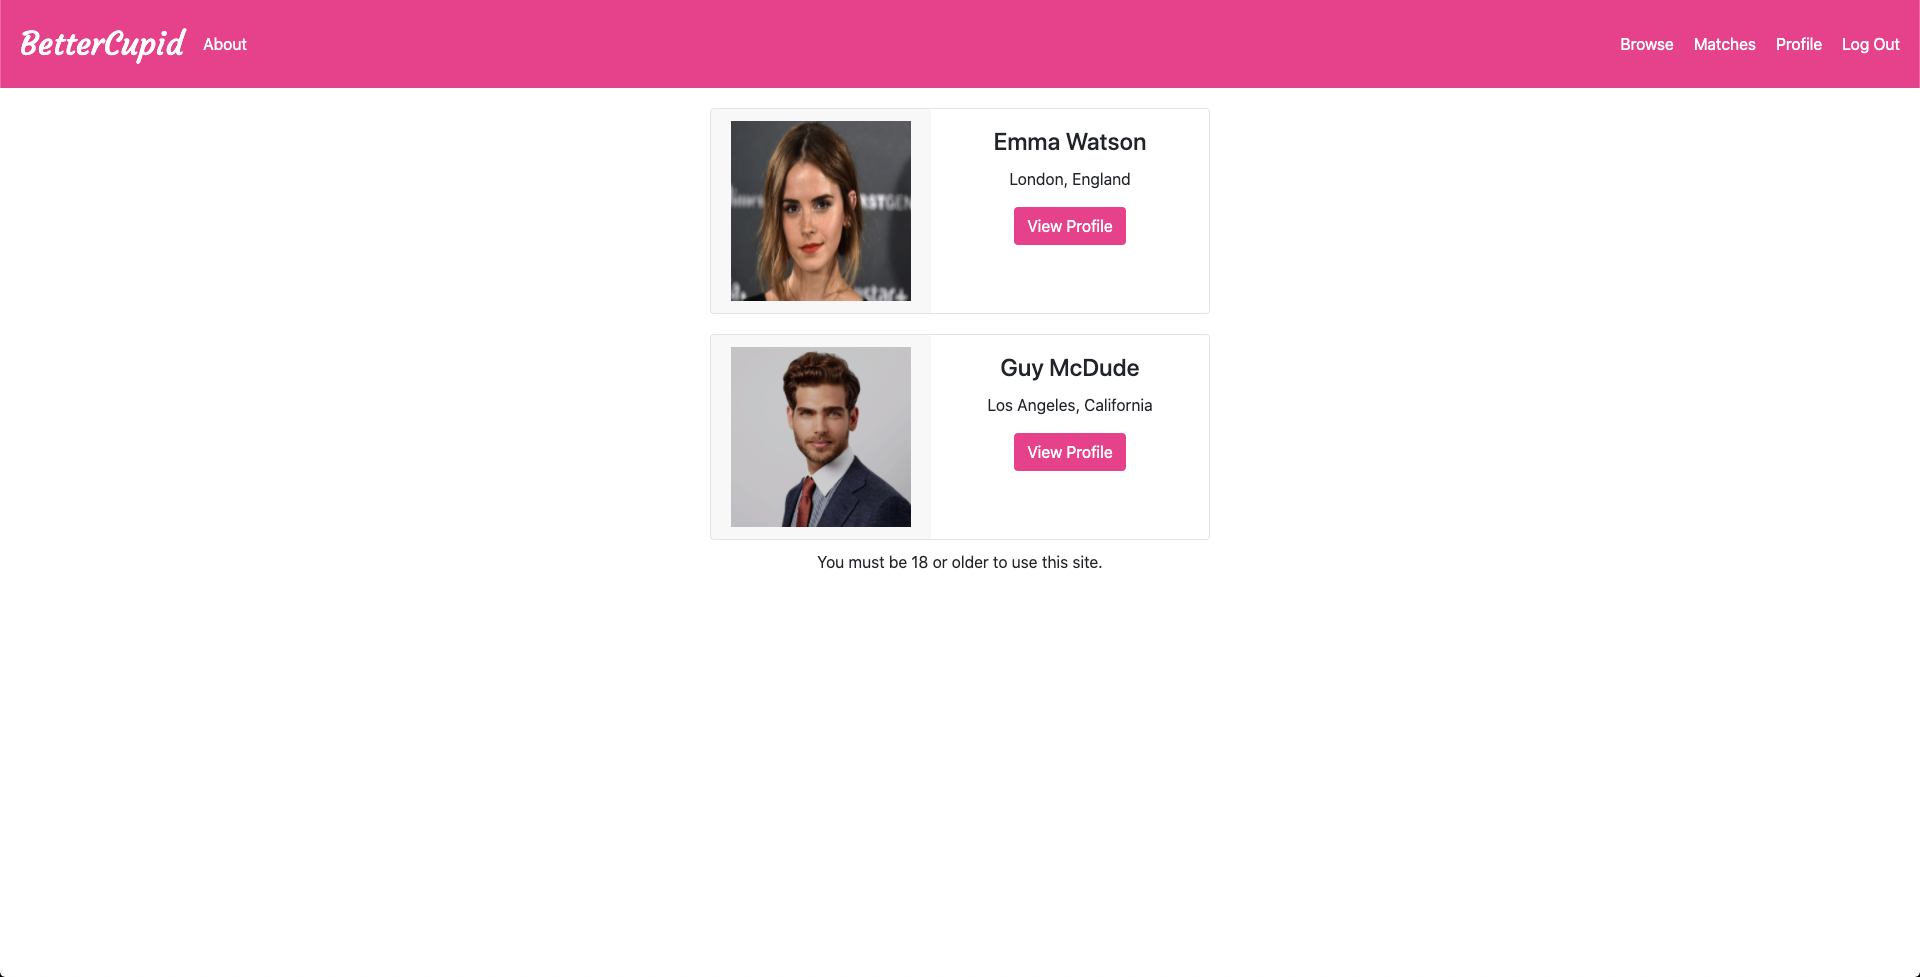 BetterCupid About Browse Matches Profile Log Out
Emma Watson
London, England
View Profile
Guy McDude
Los Angeles, California
View Profile
You must be 18 or older to use this site.